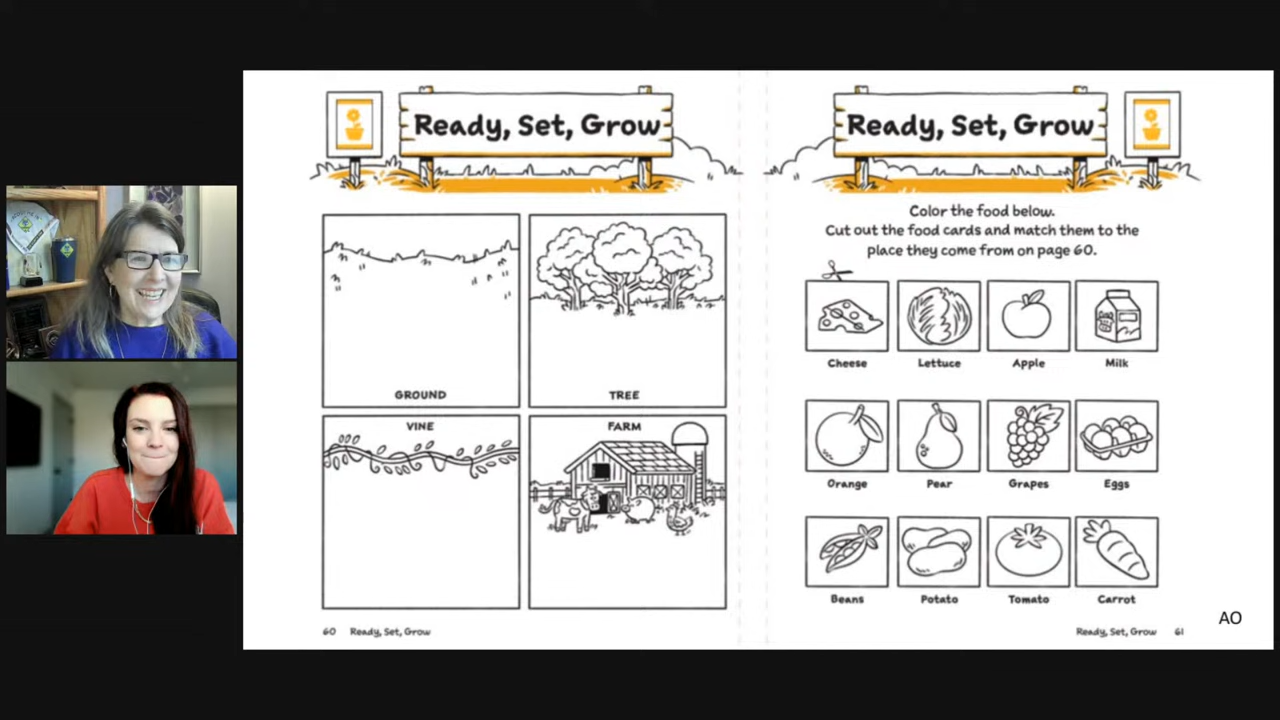 Ready, Set, Grow
GROUND
TREE
VINE
FARM
60 Ready, Set, Grow
Ready, Set, Grow
Color the food below.
Cut out the food cards and match them to the
place they come from on page 60.
Cheese
Lettuce
Apple
Milk
Orange
Pear
Grapes
Eggs
Beans
Potato
Tomato
Carrot
Ready, Set, Grow 61
AO